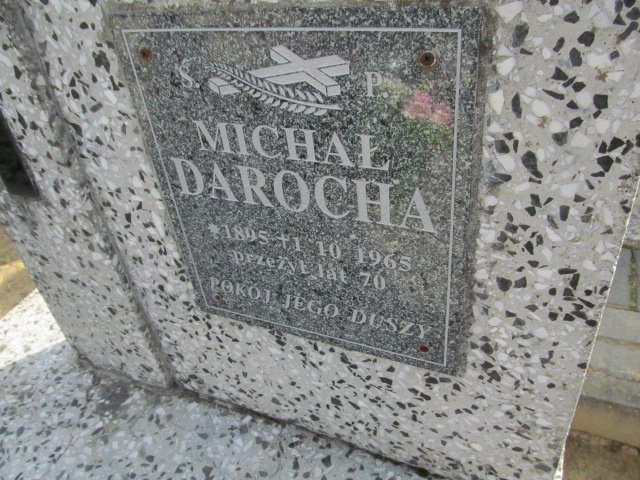 Ś P
MICHAŁ
DAROCHA
*1895 +1 10 1965
przeżył lat 70
POKÓJ JEGO DUSZY